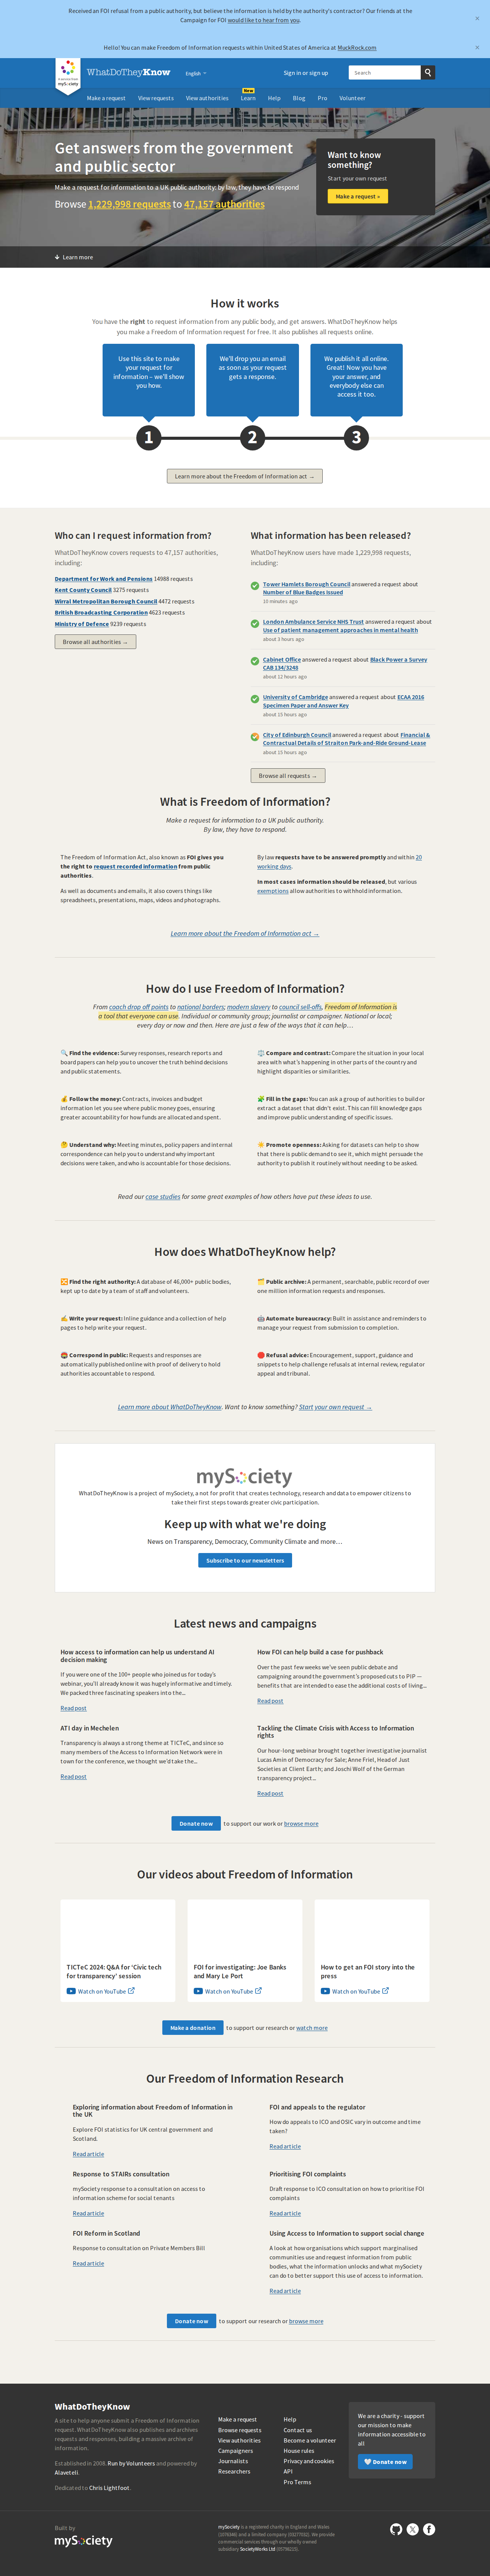 Received an FOI refusal from a public authority, but believe the information is held by the authority's contractor? Our friends at the
Campaign for FOI would like to hear from you.
Hello! You can make Freedom of Information requests within United States of America at MuckRock.com
mySociety
WhatDoTheyKnow
English
Sign in or sign up
Search
Make a request
View requests
View authorities
New
Learn
Help
Blog
Pro
Volunteer
Get answers from the government
and public sector
Make a request for information to a UK public authority: by law, they have to respond
Browse 1,229,998 requests to 47,157 authorities
Want to know
something?
Start your own request
Make a request »
Learn more
How it works
You have the right to request information from any public body, and get answers. WhatDoTheyKnow helps
you make a Freedom of Information request for free. It also publishes all requests online.
Use this site to make
your request for
information – we'll show
you how.
We'll drop you an email
as soon as your request
gets a response.
We publish it all online.
Great! Now you have
your answer, and
everybody else can
access it too.
1
2
3
Learn more about the Freedom of Information act →
Who can I request information from?
WhatDoTheyKnow covers requests to 47,157 authorities,
including:
Department for Work and Pensions 14988 requests
Kent County Council 3275 requests
Wirral Metropolitan Borough Council 4472 requests
British Broadcasting Corporation 4623 requests
Ministry of Defence 9239 requests
Browse all authorities →
What information has been released?
WhatDoTheyKnow users have made 1,229,998 requests,
including:
Tower Hamlets Borough Council answered a request about
Number of Blue Badges issued
10 minutes ago
London Ambulance Service NHS Trust answered a request about
Use of patient management approaches in mental health
about 3 hours ago
Cabinet Office answered a request about Black Power a Survey
CAB 134/3248
about 12 hours ago
University of Cambridge answered a request about ECAA 2016
Specimen Paper and Answer Key
about 15 hours ago
City of Edinburgh Council answered a request about Financial &
Contractual Details of Straiton Park-and-Ride Ground-Lease
about 15 hours ago
Browse all requests →
What is Freedom of Information?
Make a request for information to a UK public authority.
By law, they have to respond.
The Freedom of Information Act, also known as FOI gives you
the right to request recorded information from public
authorities.
As well as documents and emails, it also covers things like
spreadsheets, presentations, maps, videos and photographs.
By law requests have to be answered promptly and within 20
working days.
In most cases information should be released, but various
exemptions allow authorities to withhold information.
Learn more about the Freedom of Information act →
How do I use Freedom of Information?
From coach drop off points to national borders; modern slavery to council sell-offs, Freedom of Information is
a tool that everyone can use. Individual or community group; journalist or campaigner. National or local;
every day or now and then. Here are just a few of the ways that it can help…
🔍 Find the evidence: Survey responses, research reports and
board papers can help you to uncover the truth behind decisions
and public statements.
⚖️ Compare and contrast: Compare the situation in your local
area with what's happening in other parts of the country and
highlight disparities or similarities.
💰 Follow the money: Contracts, invoices and budget
information let you see where public money goes, ensuring
greater accountability for how funds are allocated and spent.
🧩 Fill in the gaps: You can ask a group of authorities to build or
extract a dataset that didn't exist. This can fill knowledge gaps
and improve public understanding of specific issues.
🤔 Understand why: Meeting minutes, policy papers and internal
correspondence can help you to understand why important
decisions were taken, and who is accountable for those decisions.
☀️ Promote openness: Asking for datasets can help to show
that there is public demand and to see it, which might persuade the
authority to publish it routinely without needing to be asked.
Read our case studies for some great examples of how others have put these ideas to use.
How does WhatDoTheyKnow help?
🔀 Find the right authority: A database of 46,000+ public bodies,
kept up to date by a team of staff and volunteers.
🗂️ Public archive: A permanent, searchable, public record of over
one million information requests and responses.
✍️ Write your request: Inline guidance and a collection of help
pages to help write your request.
🤖 Automate bureaucracy: Built in assistance and reminders to
manage your request from submission to completion.
📮 Correspond in public: Requests and responses are
automatically published online with proof of delivery to hold
authorities accountable to respond.
🛑 Refusal advice: Encouragement, support, guidance and
snippets to help challenge refusals at internal review, regulator
appeal and tribunal.
Learn more about WhatDoTheyKnow. Want to know something? Start your own request →
mySociety
WhatDoTheyKnow is a project of mySociety, a not for profit that creates technology, research and data to empower citizens to
take their first steps towards greater civic participation.
Keep up with what we're doing
News on Transparency, Democracy, Community Climate and more…
Subscribe to our newsletters
Latest news and campaigns
How access to information can help us understand AI
decision making
If you were one of the 100+ people who joined us for today's
webinar, you'll already know it was hugely informative and timely.
We packed three fascinating speakers into the...
Read post
How FOI can help build a case for pushback
Over the past few weeks we've seen public debate and
campaigning around the government's proposed cuts to PIP —
benefits that are intended to ease the additional costs of living...
Read post
ATI day in Mechelen
Transparency is always a strong theme at TICTeC, and since so
many members of the Access to Information Network were in
town for the conference, we thought we'd take the...
Read post
Tackling the Climate Crisis with Access to Information
rights
Our hour-long webinar brought together investigative journalist
Lucas Amin of Democracy for Sale; Anne Friel, Head of Just
Societies at Client Earth; and Joschi Wolf of the German
transparency project...
Read post
Donate now to support our work or browse more
Our videos about Freedom of Information
TICTeC 2024: Q&A for 'Civic tech
for transparency' session
Watch on YouTube
FOI for investigating: Joe Banks
and Mary Le Port
Watch on YouTube
How to get an FOI story into the
press
Watch on YouTube
Make a donation to support our research or watch more
Our Freedom of Information Research
Exploring information about Freedom of Information in
the UK
Explore FOI statistics for UK central government and
Scotland.
Read article
FOI and appeals to the regulator
How do appeals to ICO and OSIC vary in outcome and time
taken?
Read article
Response to STAIRs consultation
mySociety response to a consultation on access to
information scheme for social tenants
Read article
Prioritising FOI complaints
Draft response to ICO consultation on how to prioritise FOI
complaints
Read article
FOI Reform in Scotland
Response to consultation on Private Members Bill
Read article
Using Access to Information to support social change
A look at how organisations which support marginalised
communities use and request information from public
bodies, what the information unlocks and what mySociety
can do to better support this use of access to information.
Read article
Donate now to support our research or browse more
WhatDoTheyKnow
A site to help anyone submit a Freedom of Information
request. WhatDoTheyKnow also publishes and archives
requests and responses, building a massive archive of
information.
Established in 2008. Run by Volunteers and powered by
Alaveteli.
Dedicated to Chris Lightfoot.
Make a request
Browse requests
View authorities
Campaigners
Journalists
Researchers
Help
Contact us
Become a volunteer
House rules
Privacy and cookies
API
Pro Terms
We are a charity - support
our mission to make
information accessible to
all
🤍 Donate now
Built by
mySociety
mySociety is a registered charity in England and Wales
(1076346) and a limited company (03277032). We provide
commercial services through our wholly owned
subsidiary SocietyWorks Ltd (05798215).